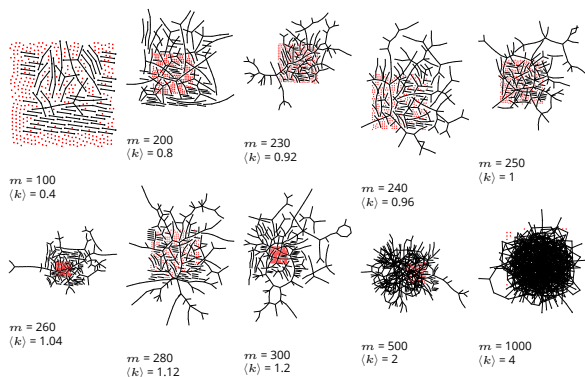 m = 100
⟨k⟩ = 0.4
m = 200
⟨k⟩ = 0.8
m = 230
⟨k⟩ = 0.92
m = 240
⟨k⟩ = 0.96
m = 250
⟨k⟩ = 1
m = 260
⟨k⟩ = 1.04
m = 280
⟨k⟩ = 1.12
m = 300
⟨k⟩ = 1.2
m = 500
⟨k⟩ = 2
m = 1000
⟨k⟩ = 4